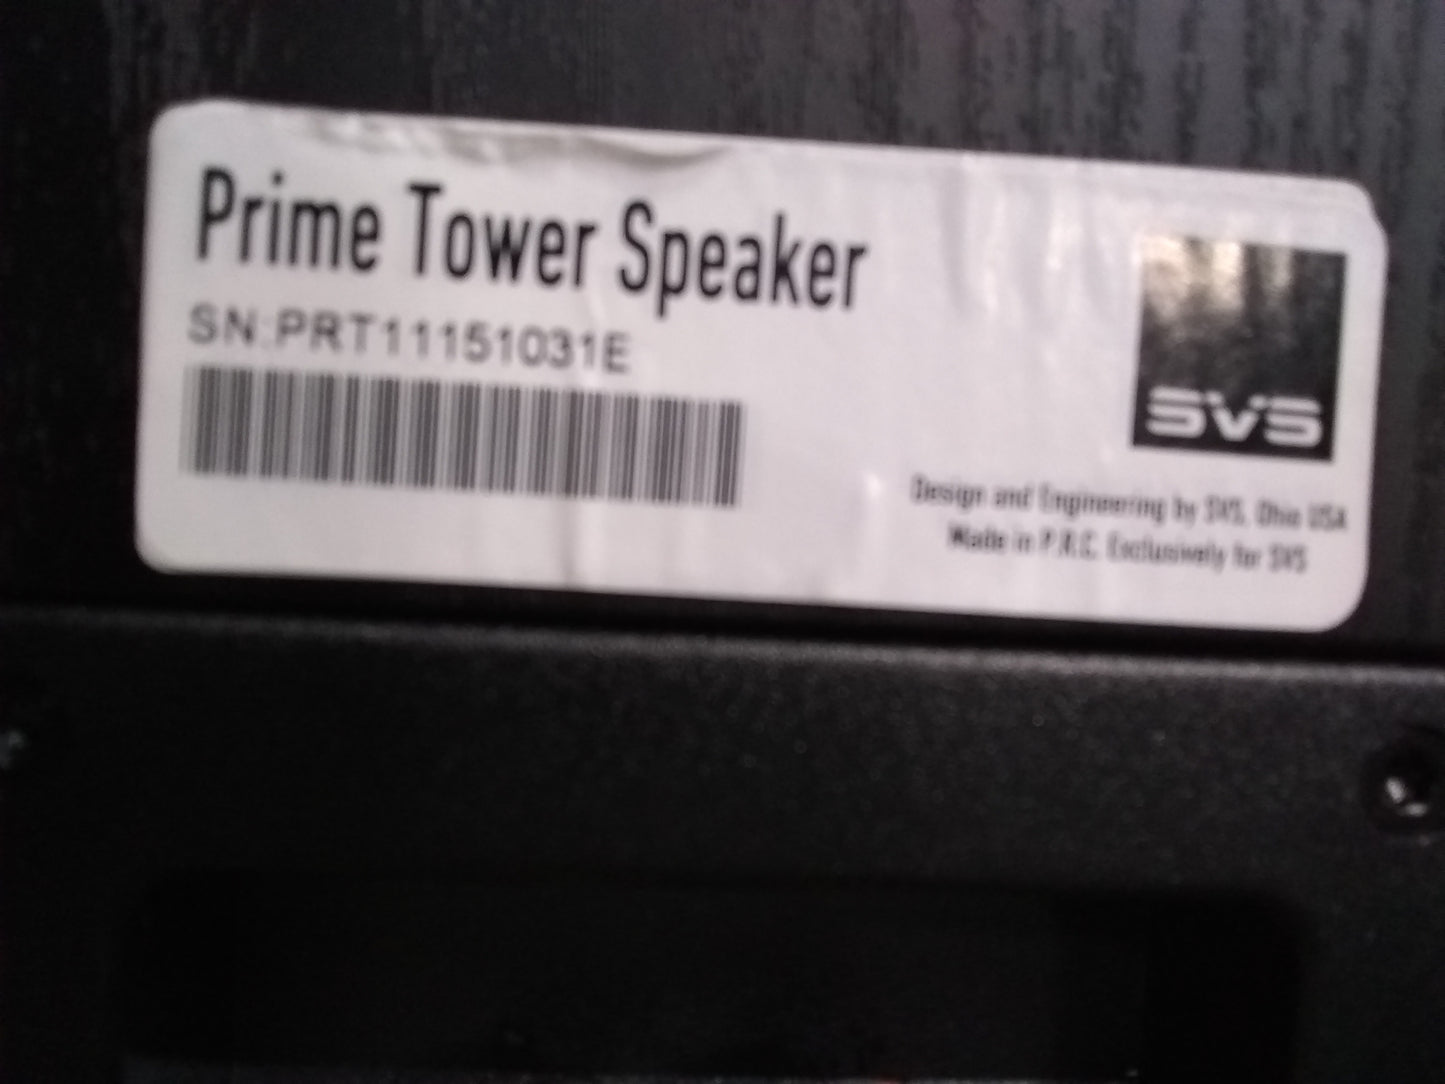 Prime Tower Speaker
SN:PRT11151031E
SVS
Design and Engineering by SVS, Ohio USA
Made in P.R.C. Exclusively for SVS